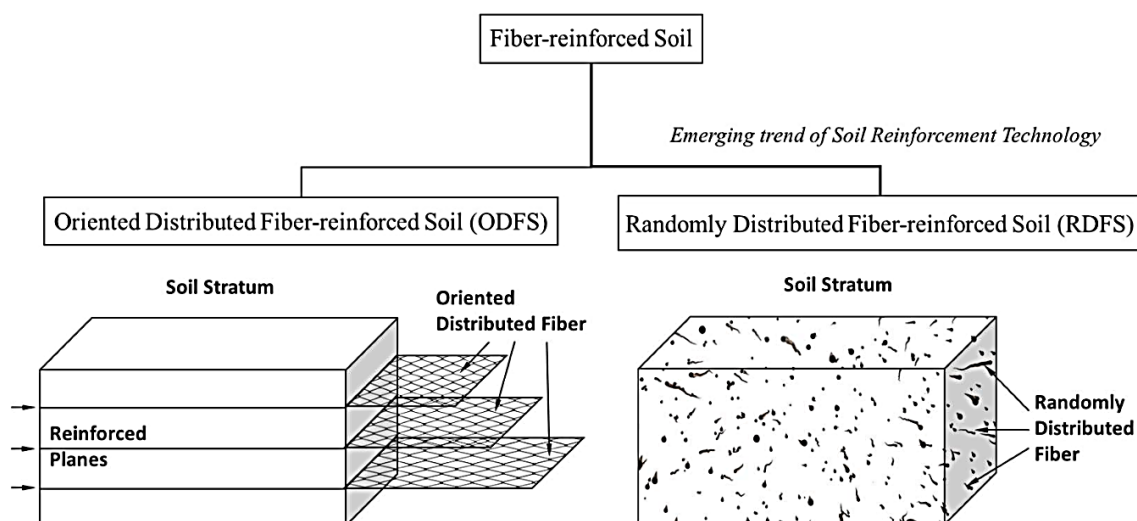 Fiber-reinforced Soil
Emerging trend of Soil Reinforcement Technology
Oriented Distributed Fiber-reinforced Soil (ODFS)
Randomly Distributed Fiber-reinforced Soil (RDFS)
Soil Stratum
Oriented
Distributed Fiber
Reinforced
Planes
Soil Stratum
Randomly
Distributed
Fiber